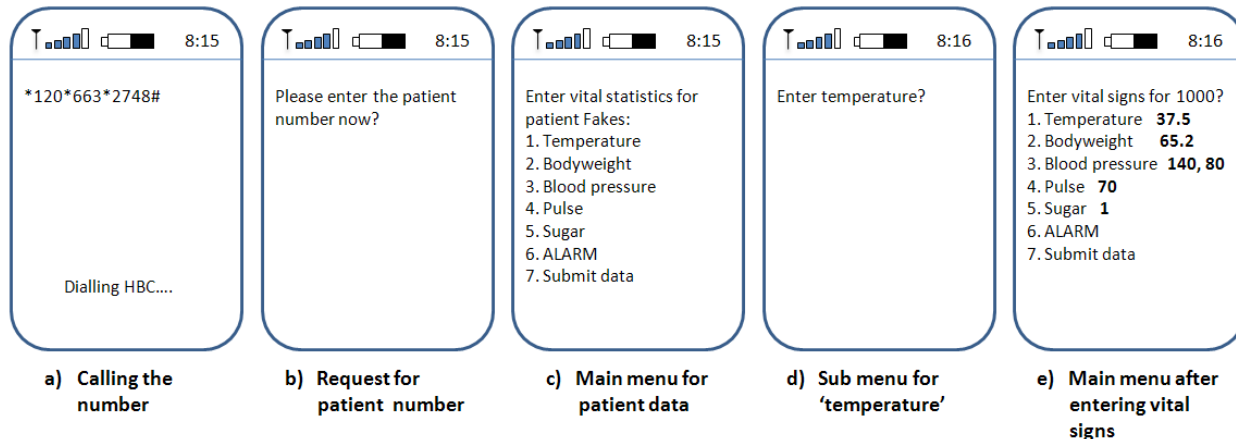 8:15
*120*663*2748#
Dialling HBC....
a) Calling the
number
8:15
Please enter the patient
number now?
b) Request for
patient number
8:15
Enter vital statistics for
patient Fakes:
1. Temperature
2. Bodyweight
3. Blood pressure
4. Pulse
5. Sugar
6. ALARM
7. Submit data
c) Main menu for
patient data
8:16
Enter temperature?
d) Sub menu for
‘temperature’
8:16
Enter vital signs for 1000?
1. Temperature 37.5
2. Bodyweight 65.2
3. Blood pressure 140, 80
4. Pulse 70
5. Sugar 1
6. ALARM
7. Submit data
e) Main menu after
entering vital
signs